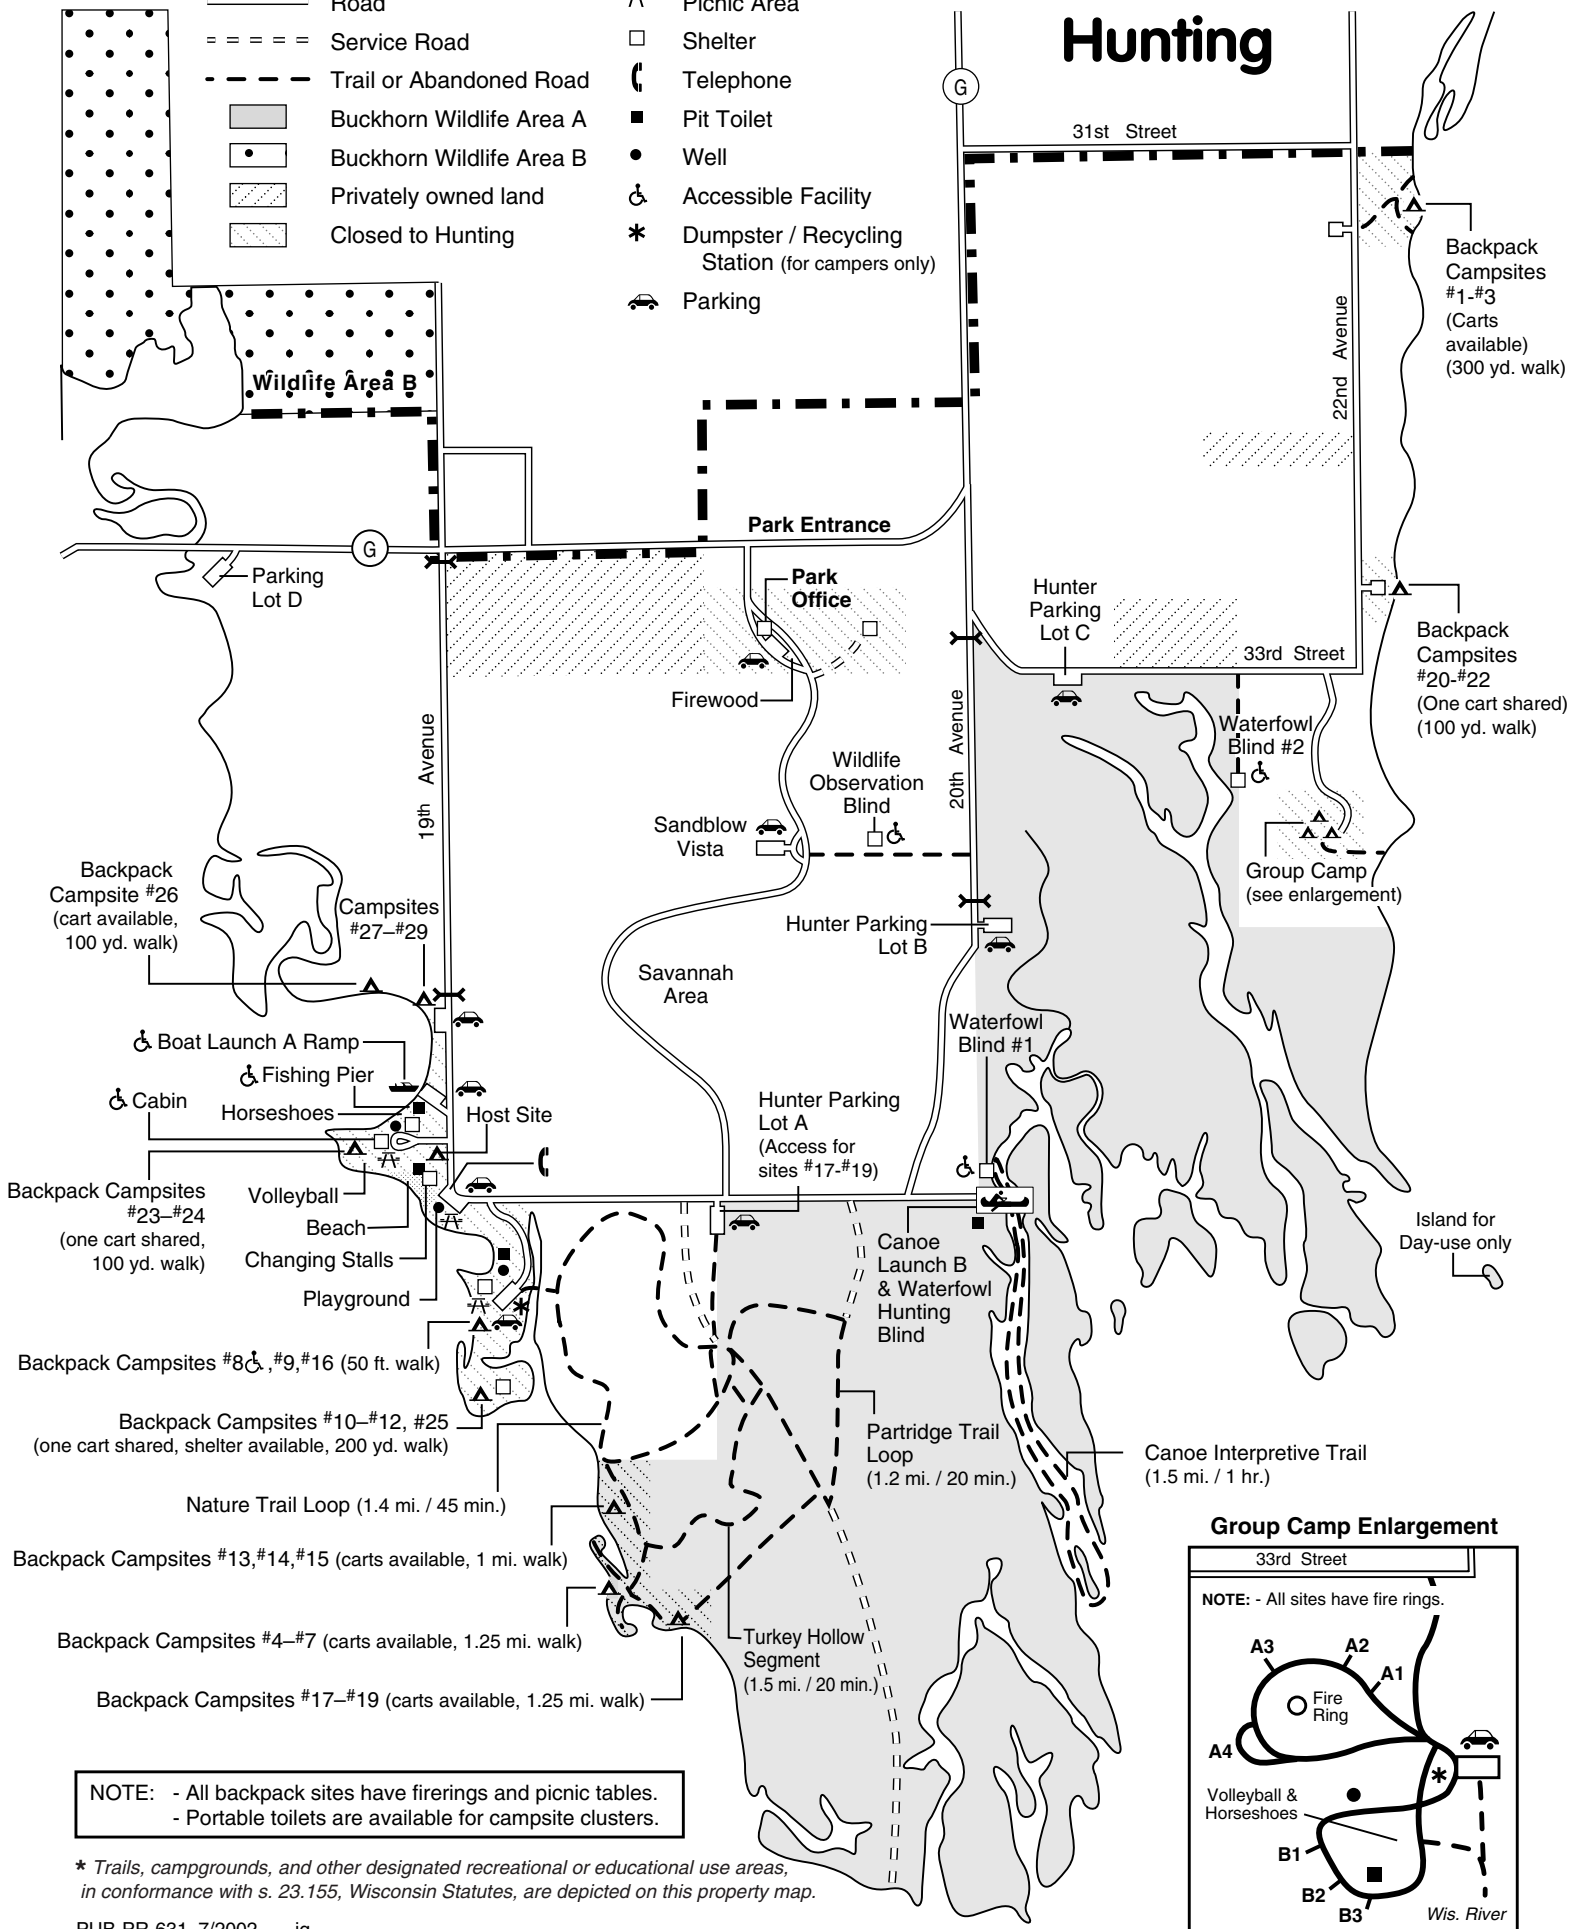 Road
Service Road
Trail or Abandoned Road
Buckhorn Wildlife Area A
Buckhorn Wildlife Area B
Privately owned land
Closed to Hunting
Picnic Area
Shelter
Telephone
Pit Toilet
Well
Accessible Facility
Dumpster / Recycling
Station (for campers only)
Parking
Hunting
G
31st Street
Backpack
Campsites
#1-#3
(Carts
available)
(300 yd. walk)
22nd Avenue
Wildlife Area B
Park Entrance
G
Parking
Lot D
Park
Office
Firewood
Hunter
Parking
Lot C
33rd Street
Backpack
Campsites
#20-#22
(One cart shared)
(100 yd. walk)
19th Avenue
20th Avenue
Waterfowl
Blind #2
Wildlife
Observation
Blind
Sandblow
Vista
Group Camp
(see enlargement)
Backpack
Campsite #26
(cart available,
100 yd. walk)
Campsites
#27–#29
Hunter Parking
Lot B
Savannah
Area
Waterfowl
Blind #1
Boat Launch A Ramp
Fishing Pier
Cabin
Horseshoes
Host Site
Hunter Parking
Lot A
(Access for
sites #17-#19)
Backpack Campsites
#23–#24
(one cart shared,
100 yd. walk)
Volleyball
Beach
Changing Stalls
Playground
Canoe
Launch B
& Waterfowl
Hunting
Blind
Island for
Day-use only
Backpack Campsites #8 ,#9,#16 (50 ft. walk)
Backpack Campsites #10–#12, #25
(one cart shared, shelter available, 200 yd. walk)
Partridge Trail
Loop
(1.2 mi. / 20 min.)
Canoe Interpretive Trail
(1.5 mi. / 1 hr.)
Nature Trail Loop (1.4 mi. / 45 min.)
Backpack Campsites #13,#14,#15 (carts available, 1 mi. walk)
Backpack Campsites #4–#7 (carts available, 1.25 mi. walk)
Turkey Hollow
Segment
(1.5 mi. / 20 min.)
Backpack Campsites #17–#19 (carts available, 1.25 mi. walk)
Group Camp Enlargement
33rd Street
NOTE: - All sites have fire rings.
A3
A2
A1
Fire
Ring
A4
*
Volleyball &
Horseshoes
B1
B2
B3
Wis. River
NOTE: - All backpack sites have firerings and picnic tables.
- Portable toilets are available for campsite clusters.
* Trails, campgrounds, and other designated recreational or educational use areas,
in conformance with s. 23.155, Wisconsin Statutes, are depicted on this property map.
PUB-PR-631 7/2002